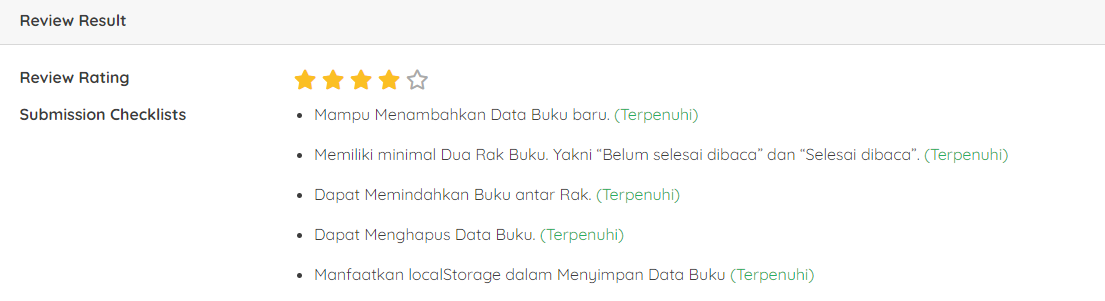 Review Result
Review Rating
Submission Checklists
• Mampu Menambahkan Data Buku baru. (Terpenuhi)
• Memiliki minimal Dua Rak Buku. Yakni “Belum selesai dibaca” dan “Selesai dibaca”. (Terpenuhi)
• Dapat Memindahkan Buku antar Rak. (Terpenuhi)
• Dapat Menghapus Data Buku. (Terpenuhi)
• Manfaatkan localStorage dalam Menyimpan Data Buku (Terpenuhi)